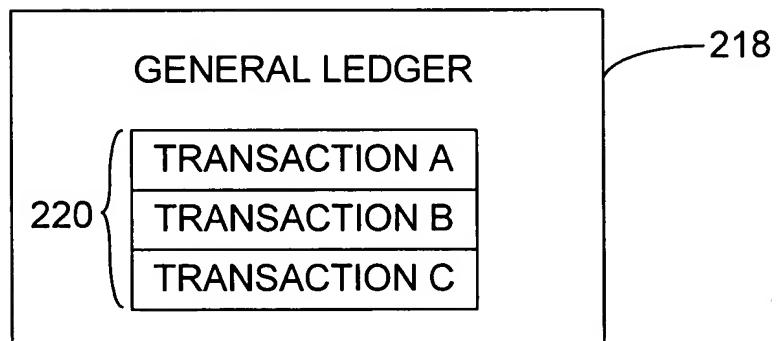 218
GENERAL LEDGER
TRANSACTION A
220
TRANSACTION B
TRANSACTION C